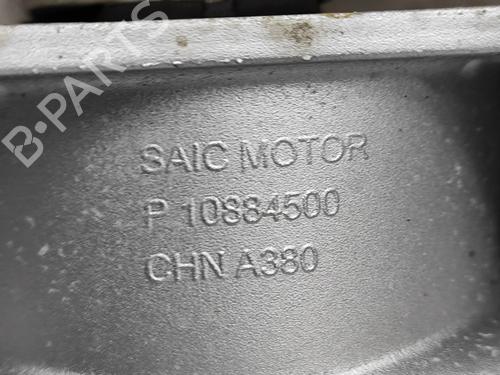 B-PARTS
SAIC MOTOR
P 10884500
CHN A380